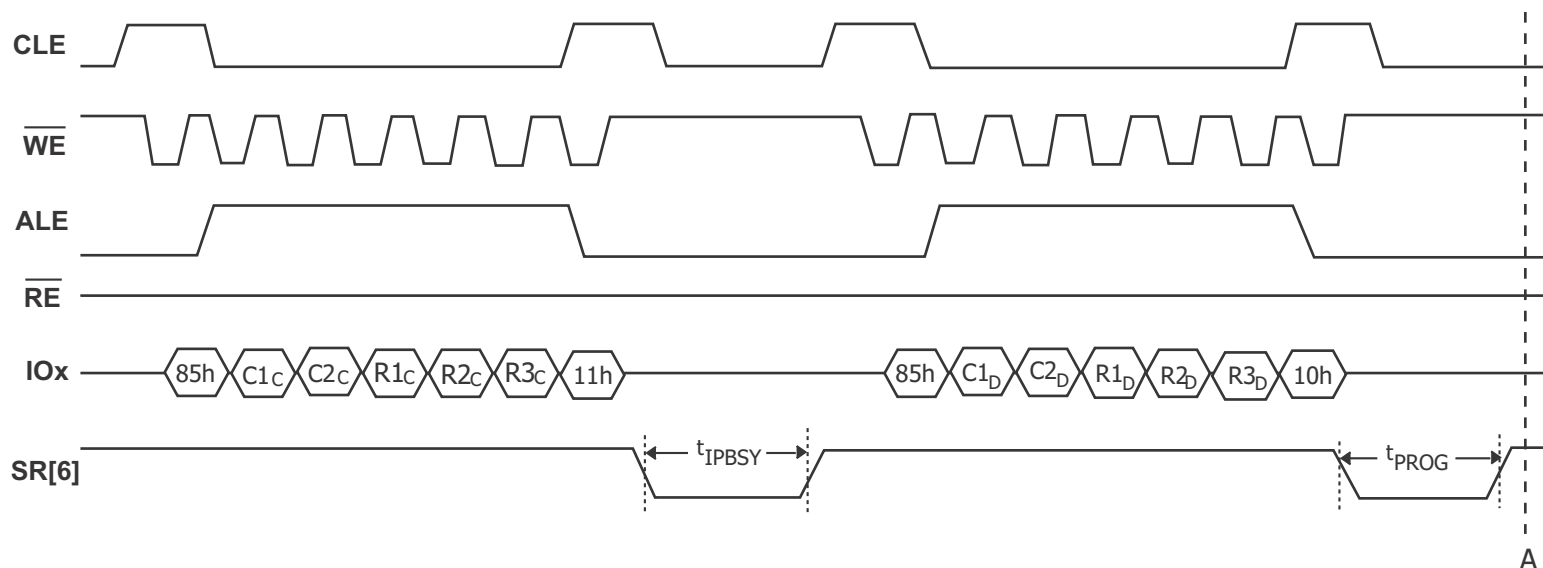 CLE
WE
ALE
RE
IOx 85h C1C C2C R1C R2C R3C 11h 85h C1D C2D R1D R2D R3D 10h
SR[6] tIPBSY tPROG
A